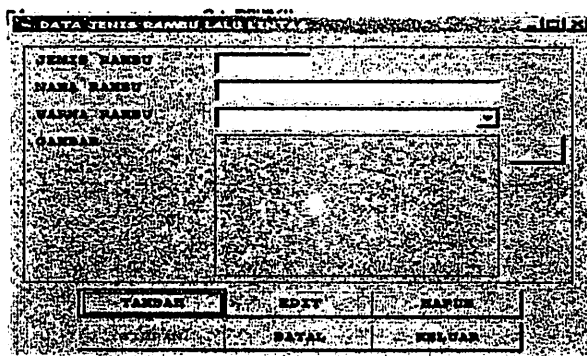 DATA JENIS RAMBU LALU LINTAS
JENIS RAMBU
NAMA RAMBU
WARNA RAMBU
GAMBAR
TAMBAH EDIT HAPUS
BATAL KELUAR